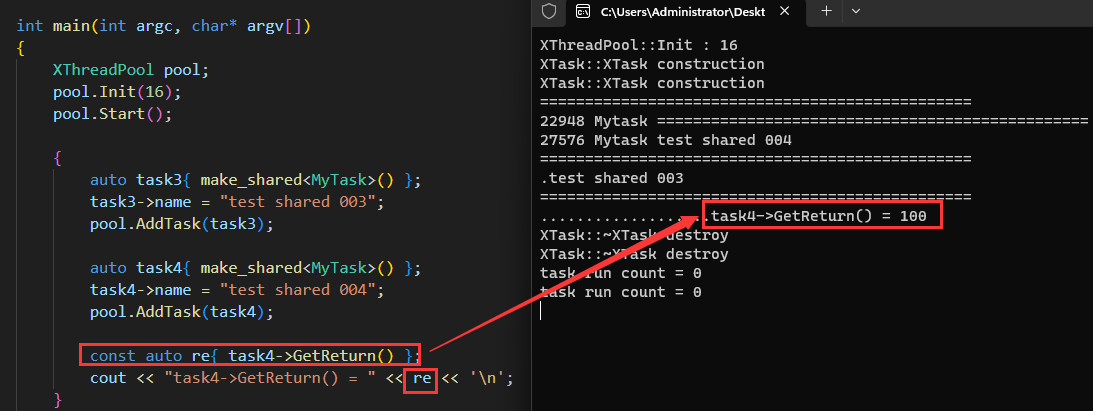 int main(int argc, char* argv[])
{
    XThreadPool pool;
    pool.Init(16);
    pool.Start();

    {
        auto task3{ make_shared<MyTask>() };
        task3->name = "test shared 003";
        pool.AddTask(task3);

        auto task4{ make_shared<MyTask>() };
        task4->name = "test shared 004";
        pool.AddTask(task4);

        const auto re{ task4->GetReturn() };
        cout << "task4->GetReturn() = " << re << '\n';
    }
C:\Users\Administrator\Deskt
XThreadPool::Init : 16
XTask::XTask construction
XTask::XTask construction
================================================
22948 Mytask ================================================
27576 Mytask test shared 004
================================================
.test shared 003
================================================
...................task4->GetReturn() = 100
XTask::~XTask destroy
XTask::~XTask destroy
task run count = 0
task run count = 0